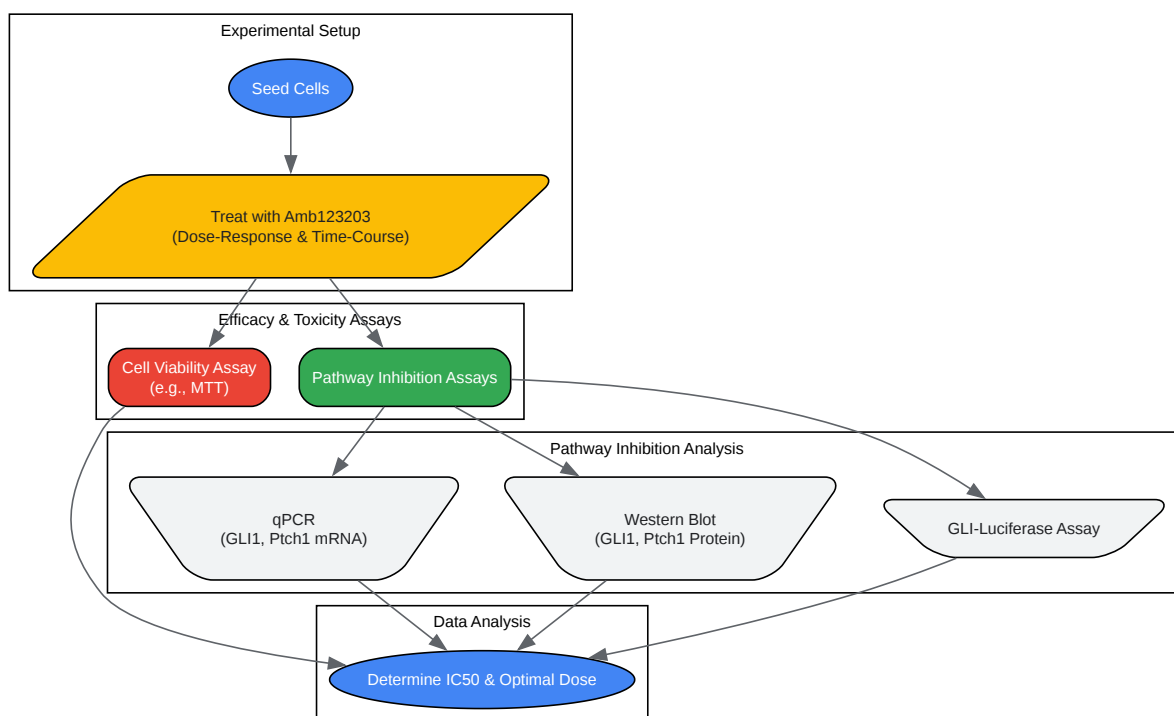 Experimental Setup
Seed Cells
Treat with Amb123203
(Dose-Response & Time-Course)
Efficacy & Toxicity Assays
Cell Viability Assay
(e.g., MTT)
Pathway Inhibition Assays
Pathway Inhibition Analysis
qPCR
(GLI1, Ptch1 mRNA)
Western Blot
(GLI1, Ptch1 Protein)
GLI-Luciferase Assay
Data Analysis
Determine IC50 & Optimal Dose